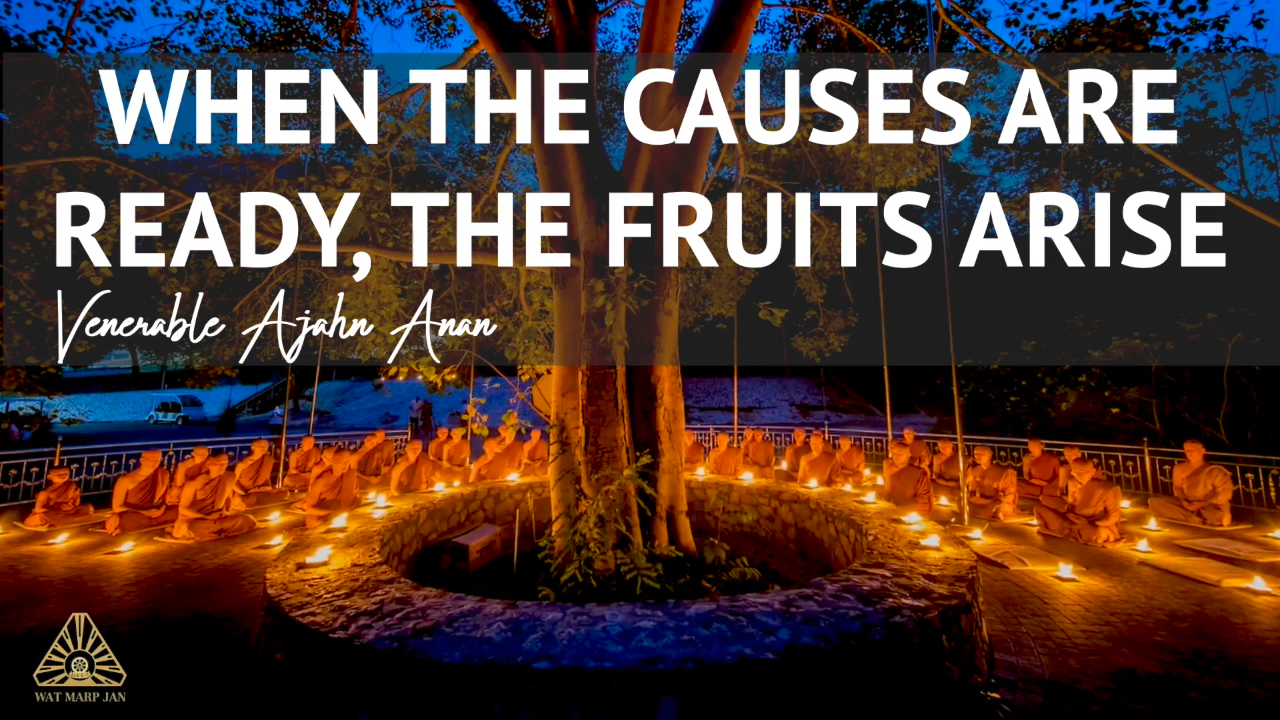 WHEN THE CAUSES ARE
READY, THE FRUITS ARISE
Venerable Ajahn Anan
WAT MARP JAN